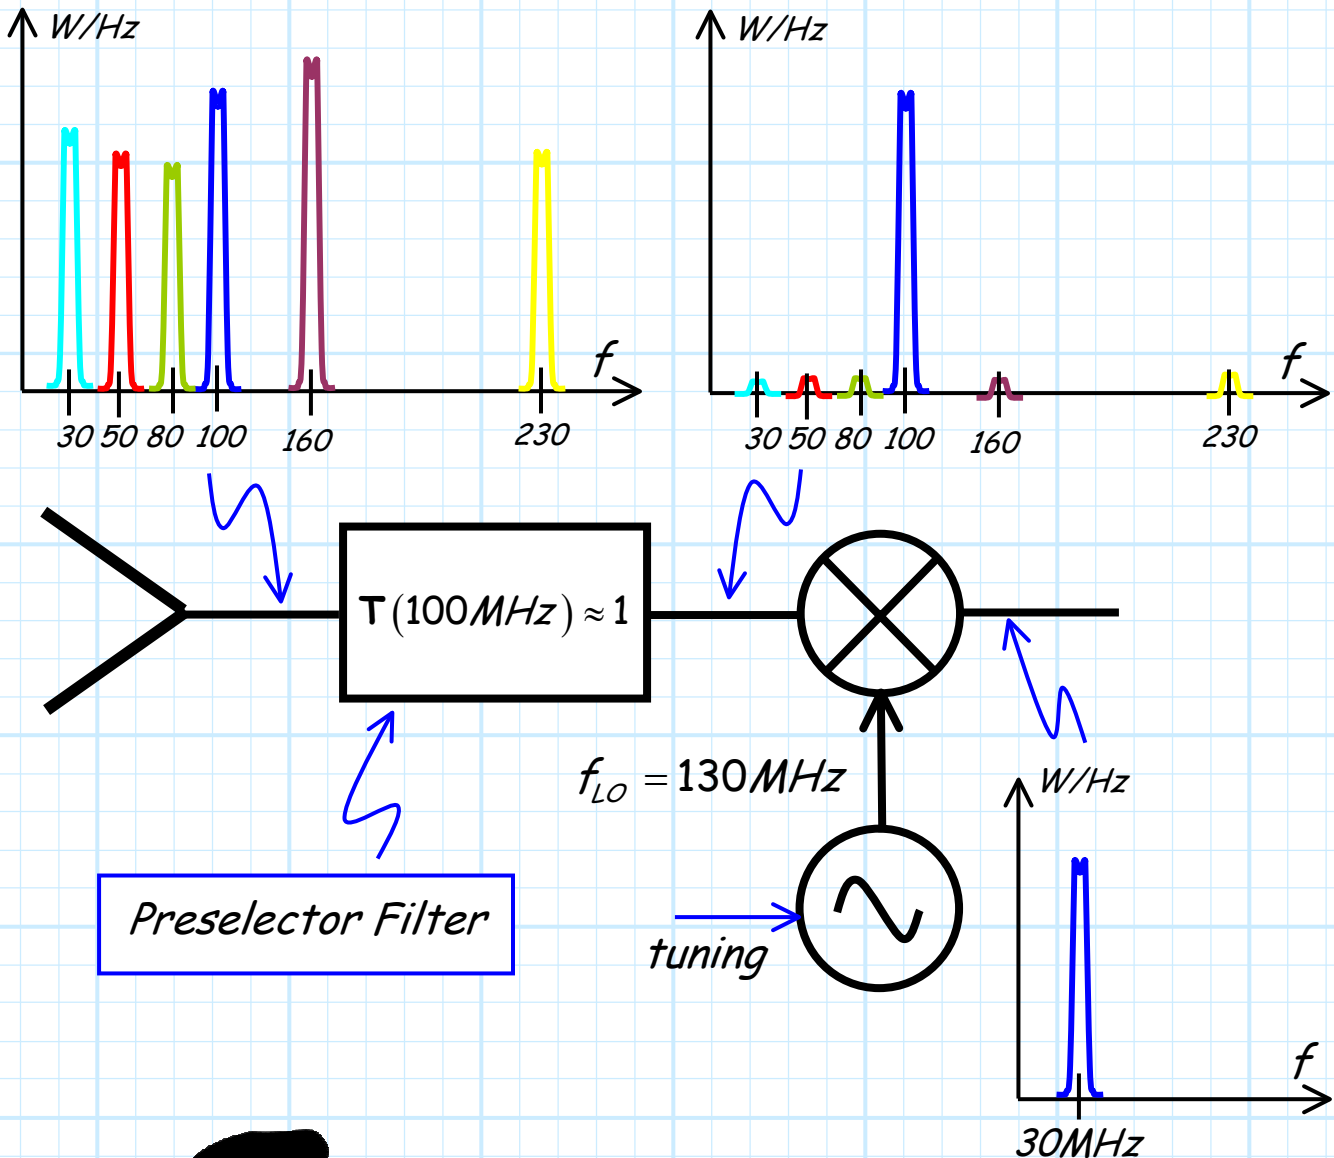 W/Hz
f
30 50 80 100 160 230
W/Hz
f
30 50 80 100 160 230
T(100MHz) ≈ 1
f_LO = 130MHz
Preselector Filter
tuning
W/Hz
f
30MHz